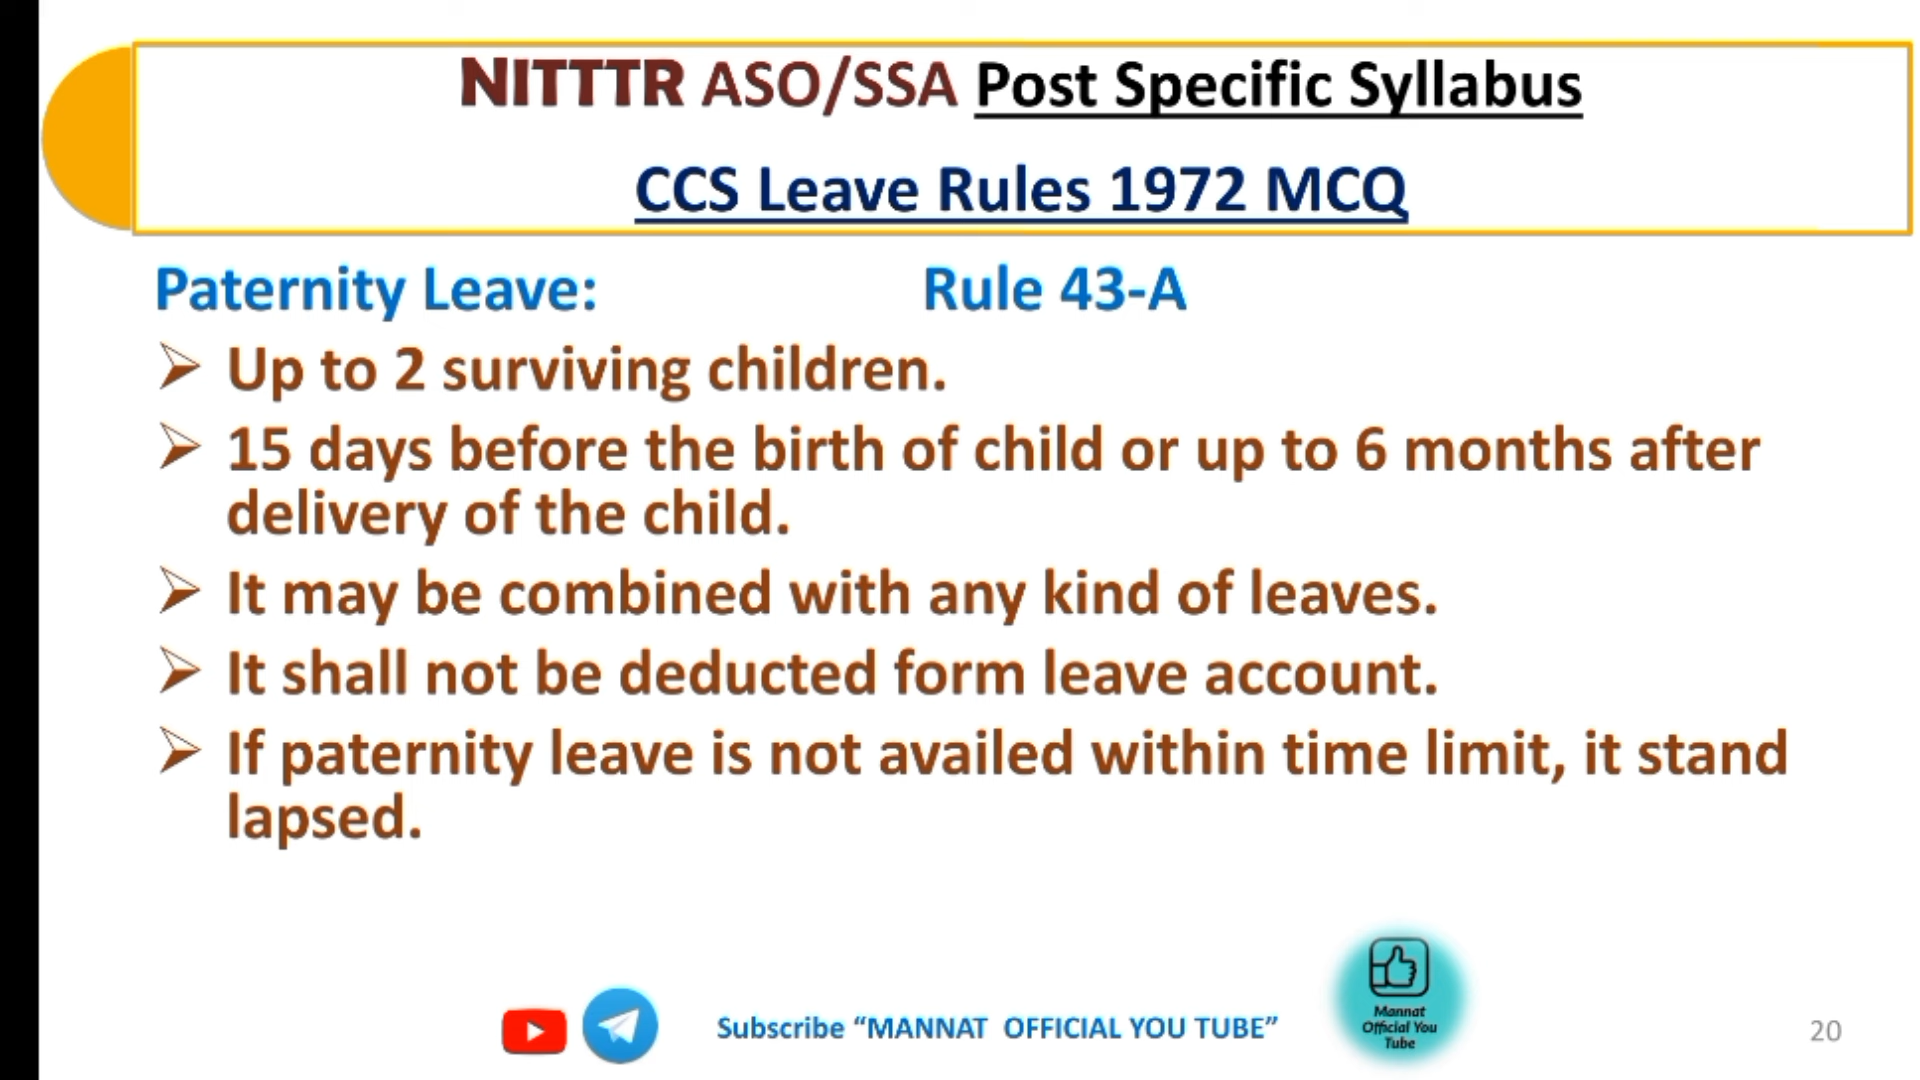 NITTTR ASO/SSA Post Specific Syllabus
CCS Leave Rules 1972 MCQ
Paternity Leave: Rule 43-A
➢ Up to 2 surviving children.
➢ 15 days before the birth of child or up to 6 months after
delivery of the child.
➢ It may be combined with any kind of leaves.
➢ It shall not be deducted form leave account.
➢ If paternity leave is not availed within time limit, it stand
lapsed.
Subscribe “MANNAT OFFICIAL YOU TUBE”
Mannat
Official You
Tube
20